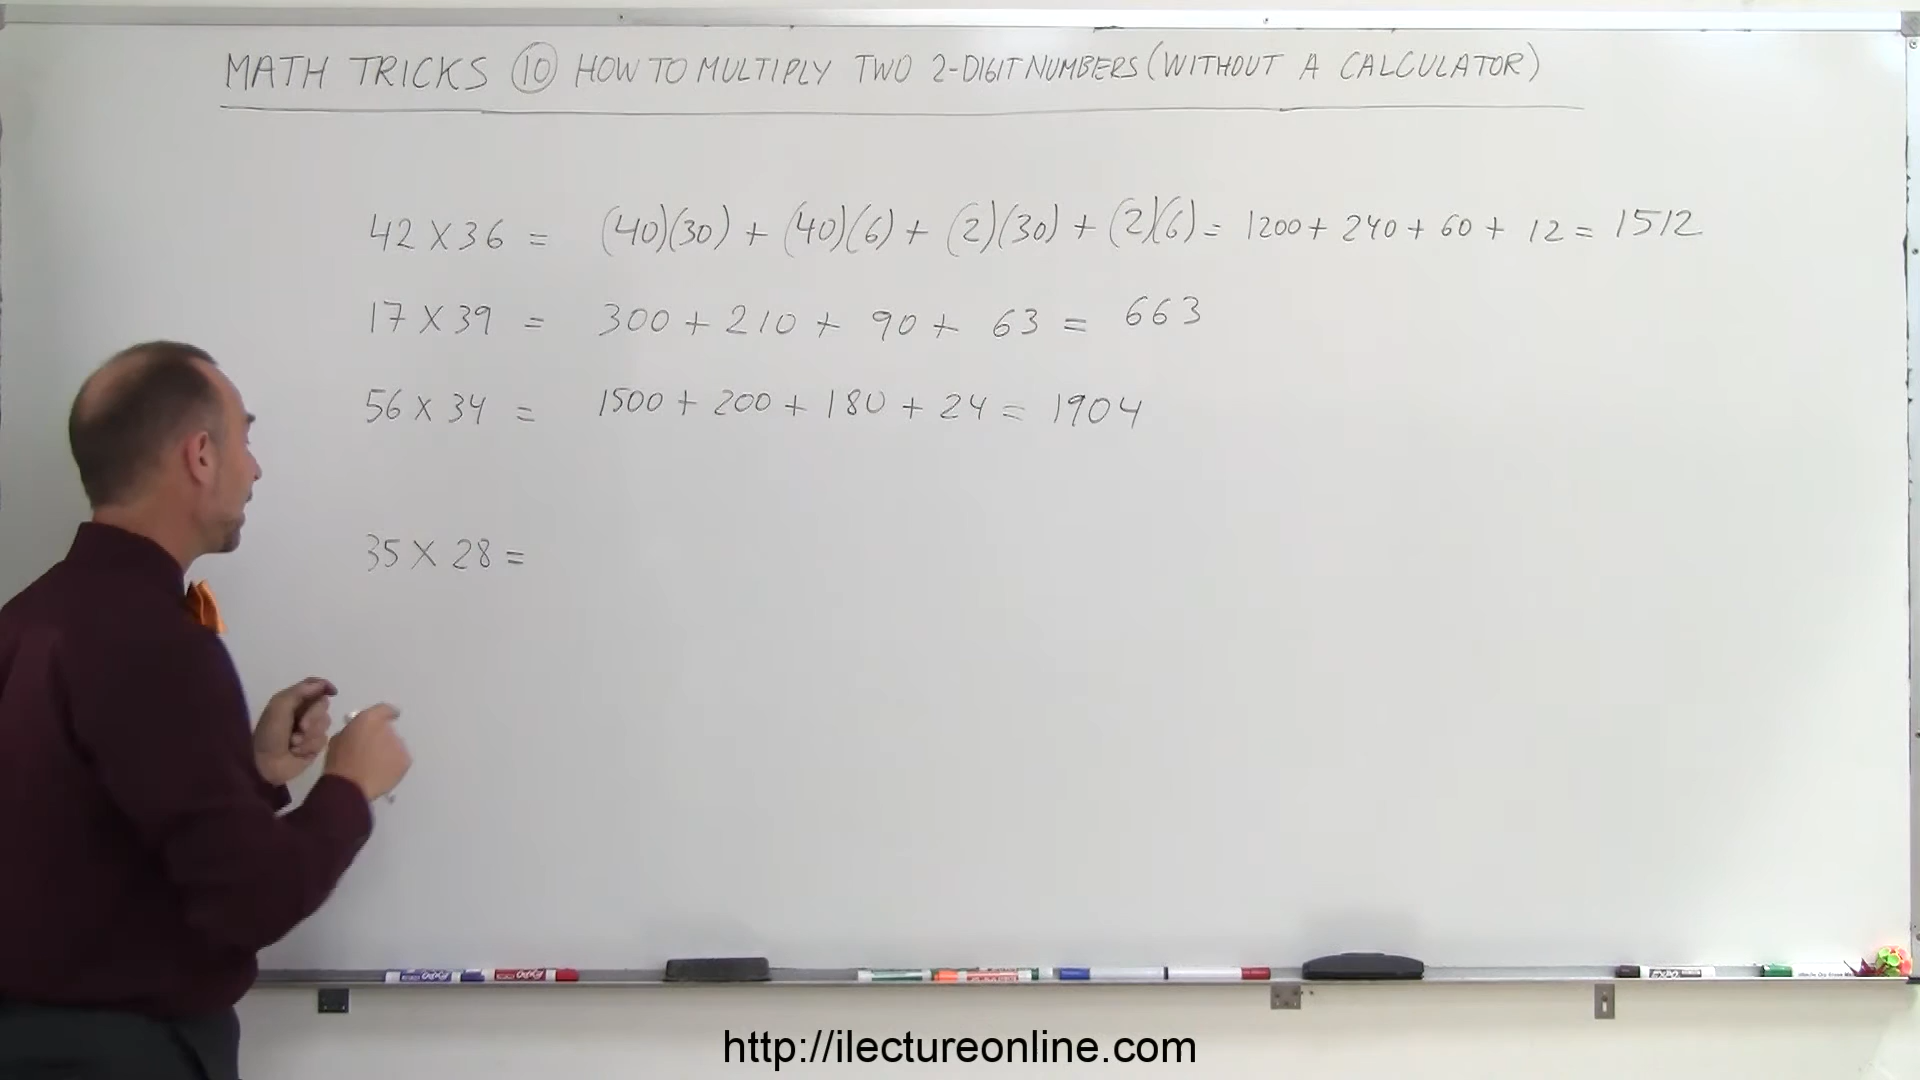 MATH TRICKS 10 HOW TO MULTIPLY TWO 2-DIGIT NUMBERS (WITHOUT A CALCULATOR)
42 X 36 = (40)(30) + (40)(6) + (2)(30) + (2)(6) = 1200 + 240 + 60 + 12 = 1512
17 X 39 = 300 + 210 + 90 + 63 = 663
56 X 34 = 1500 + 200 + 180 + 24 = 1904
35 X 28 =
EXPO
http://ilectureonline.com